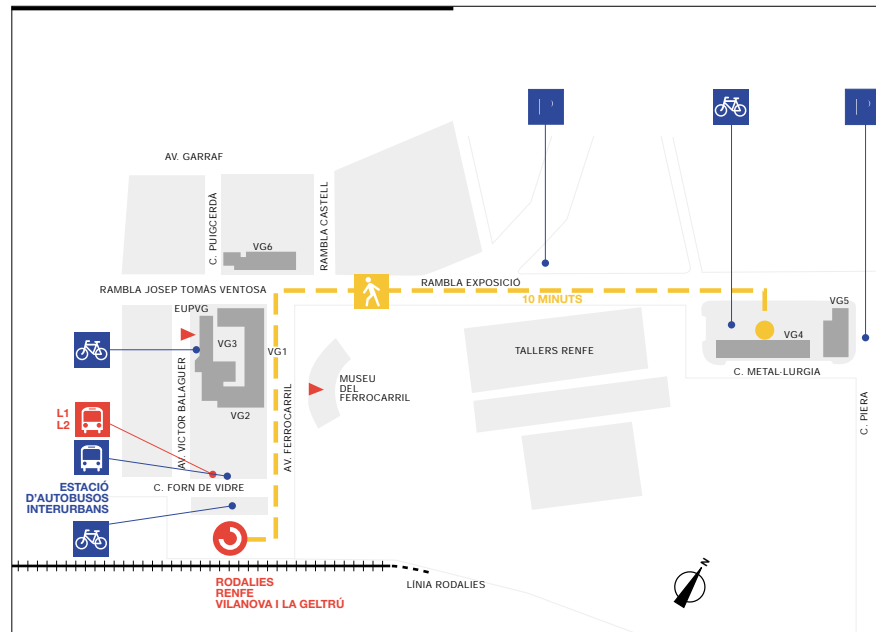 AV. GARRAF
C. PUIGCERDÀ
RAMBLA CASTELL
VG6
RAMBLA JOSEP TOMÀS VENTOSA
RAMBLA EXPOSICIÓ
10 MINUTS
EUPVG
VG3
VG1
VG2
VG5
VG4
C. METAL·LURGIA
C. PIERA
TALLERS RENFE
MUSEU
DEL
FERROCARRIL
AV. VICTOR BALAGUER
AV. FERROCARRIL
L1
L2
ESTACIÓ
D'AUTOBUSOS
INTERURBANS
C. FORN DE VIDRE
RODALIES
RENFE
VILANOVA I LA GELTRÚ
LÍNIA RODALIES
N